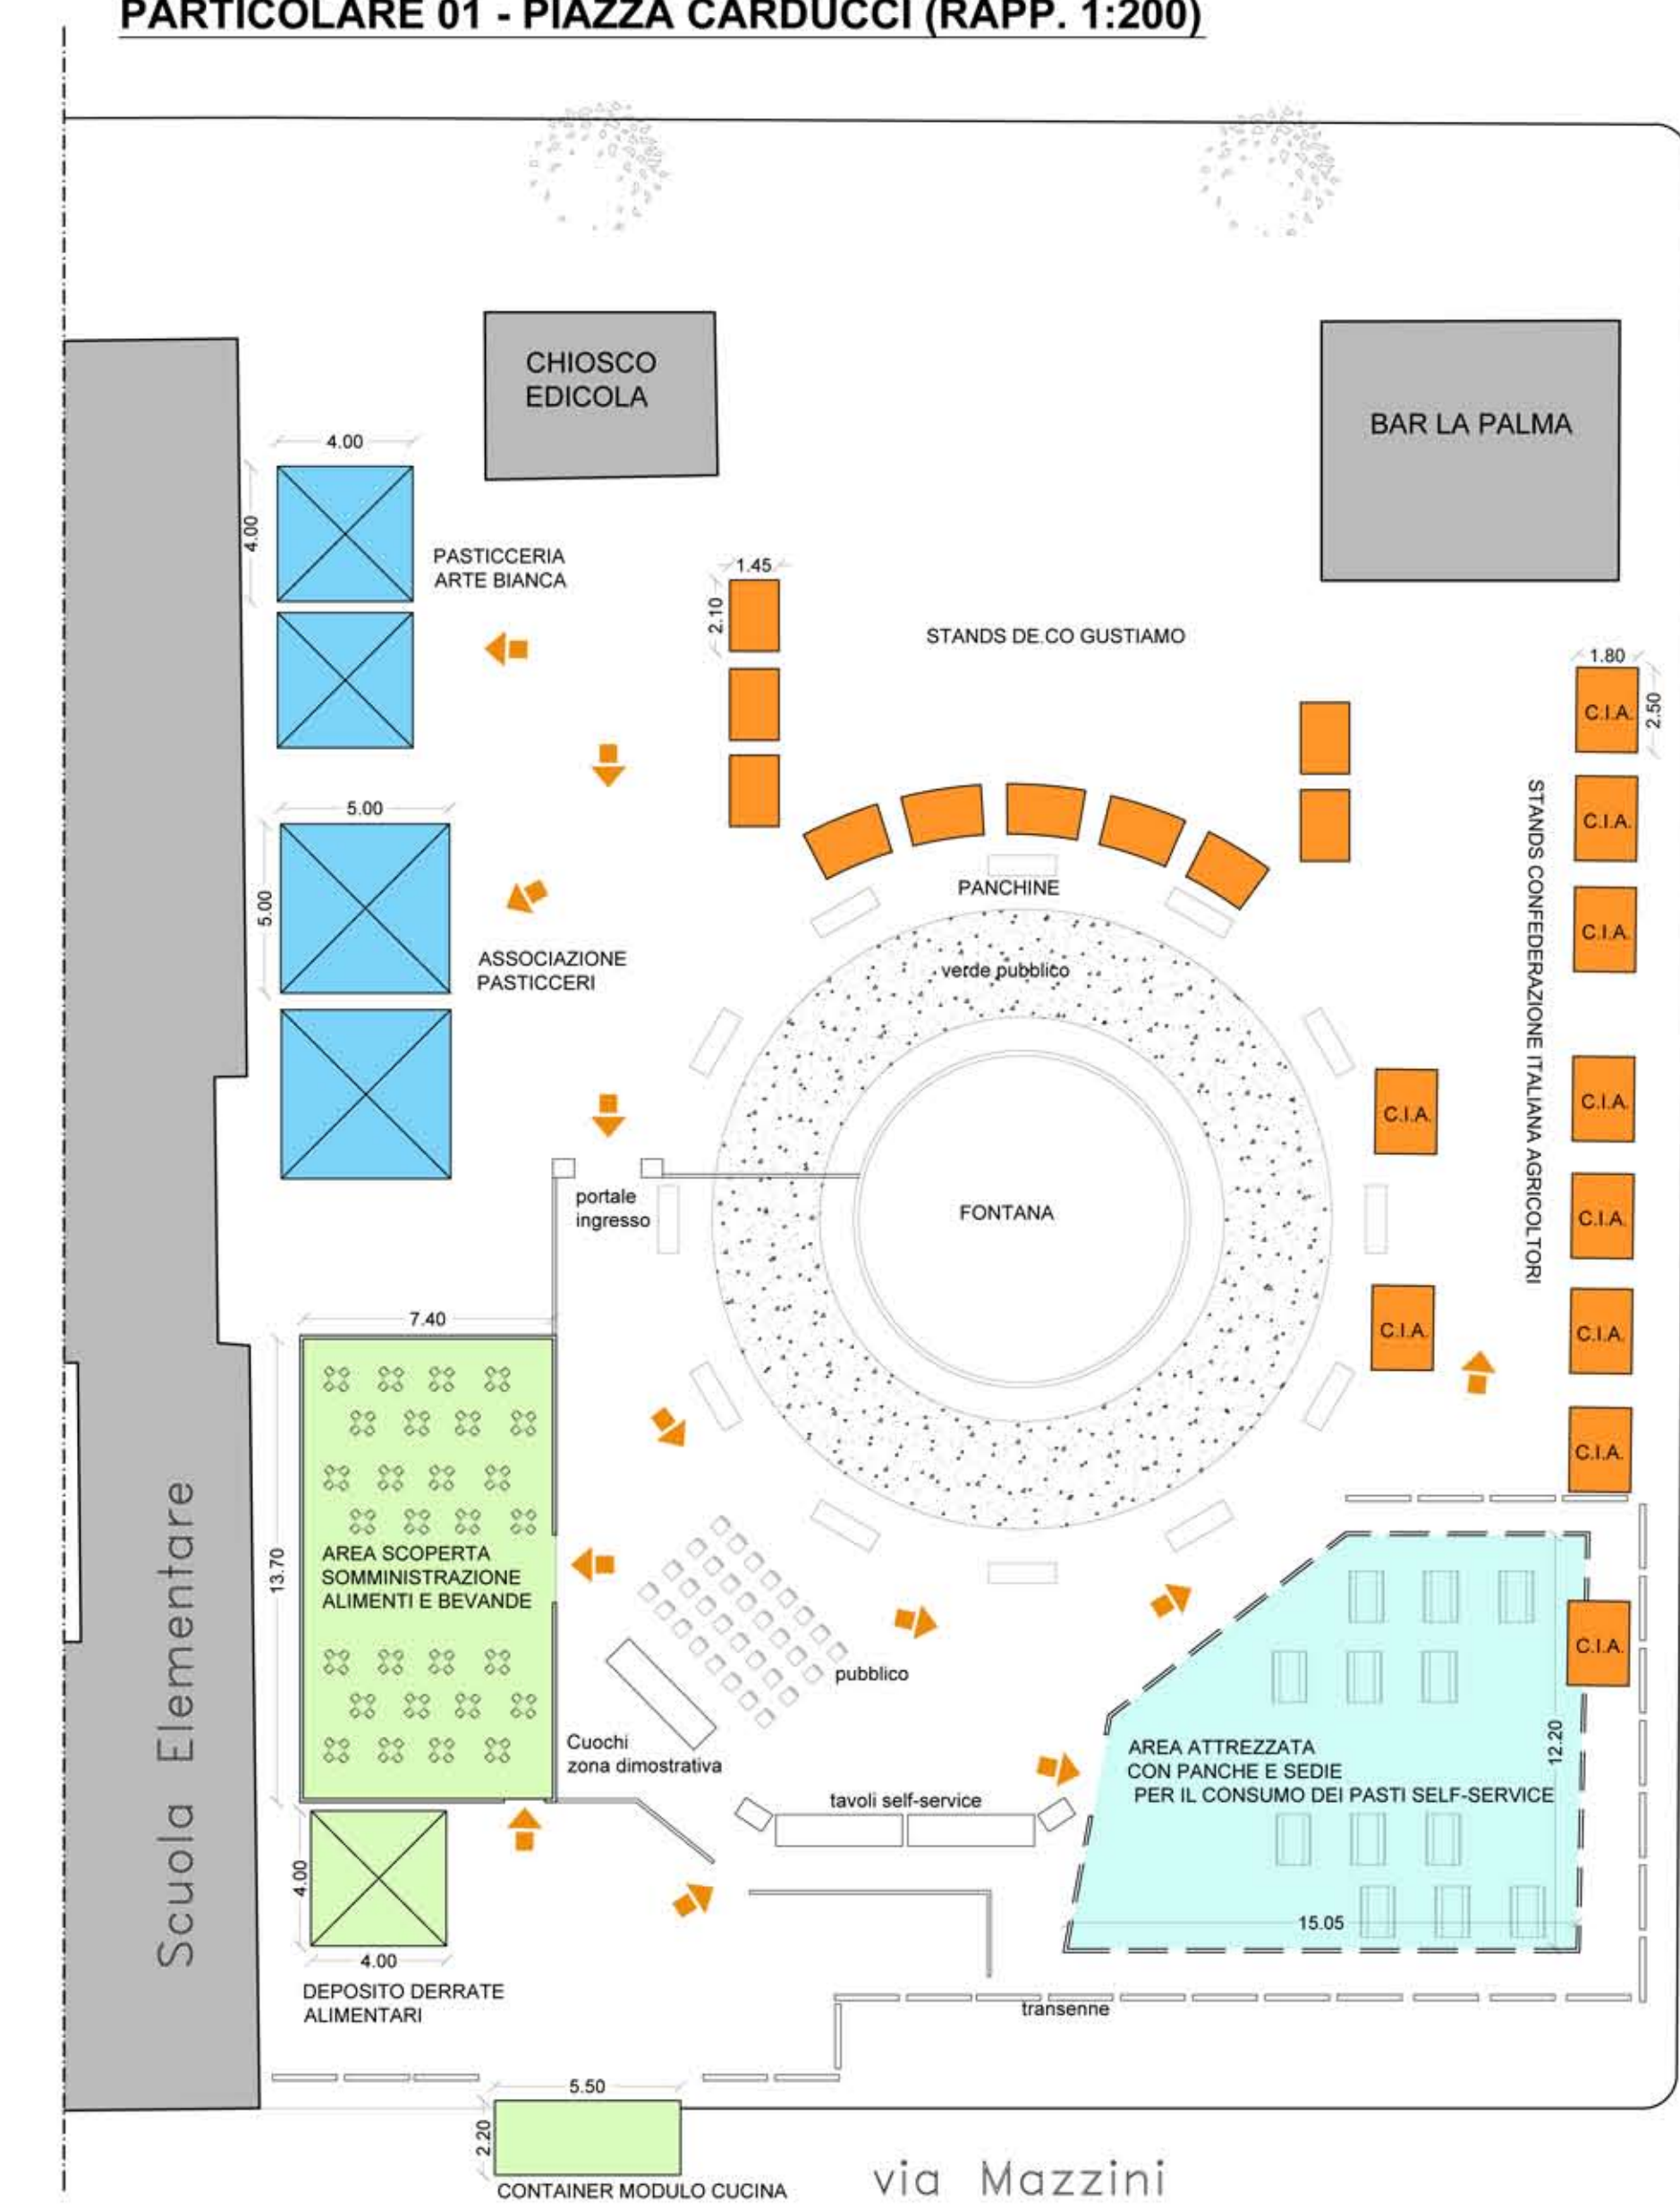 PARTICOLARE 01 - PIAZZA CARDUCCI (RAPP. 1:200)
CHIOSCO
EDICOLA
BAR LA PALMA
4.00
4.00
PASTICCERIA
ARTE BIANCA
1.45
2.10
STANDS DE.CO GUSTIAMO
1.80
2.50
C.I.A.
C.I.A.
C.I.A.
C.I.A.
C.I.A.
C.I.A.
C.I.A.
STANDS CONFEDERAZIONE ITALIANA AGRICOLTORI
5.00
5.00
ASSOCIAZIONE
PASTICCERI
PANCHINE
verde pubblico
C.I.A.
C.I.A.
portale
ingresso
FONTANA
7.40
13.70
AREA SCOPERTA
SOMMINISTRAZIONE
ALIMENTI E BEVANDE
Scuola Elementare
pubblico
Cuochi
zona dimostrativa
tavoli self-service
C.I.A.
12.20
AREA ATTREZZATA
CON PANCHE E SEDIE
PER IL CONSUMO DEI PASTI SELF-SERVICE
15.05
4.00
4.00
DEPOSITO DERRATE
ALIMENTARI
transenne
5.50
2.20
CONTAINER MODULO CUCINA
via Mazzini